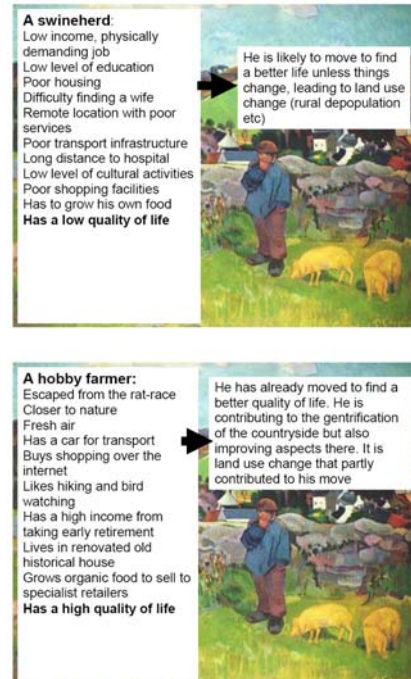 A swineherd:
Low income, physically
demanding job
Low level of education
Poor housing
Difficulty finding a wife
Remote location with poor
services
Poor transport infrastructure
Long distance to hospital
Low level of cultural activities
Poor shopping facilities
Has to grow his own food
Has a low quality of life
He is likely to move to find
a better life unless things
change, leading to land use
change (rural depopulation
etc)
A hobby farmer:
Escaped from the rat-race
Closer to nature
Fresh air
Has a car for transport
Buys shopping over the
internet
Likes hiking and bird
watching
Has a high income from
taking early retirement
Lives in renovated old
historical house
Grows organic food to sell to
specialist retailers
Has a high quality of life
He has already moved to find a
better quality of life. He is
contributing to the gentrification
of the countryside but also
improving aspects there. It is
land use change that partly
contributed to his move